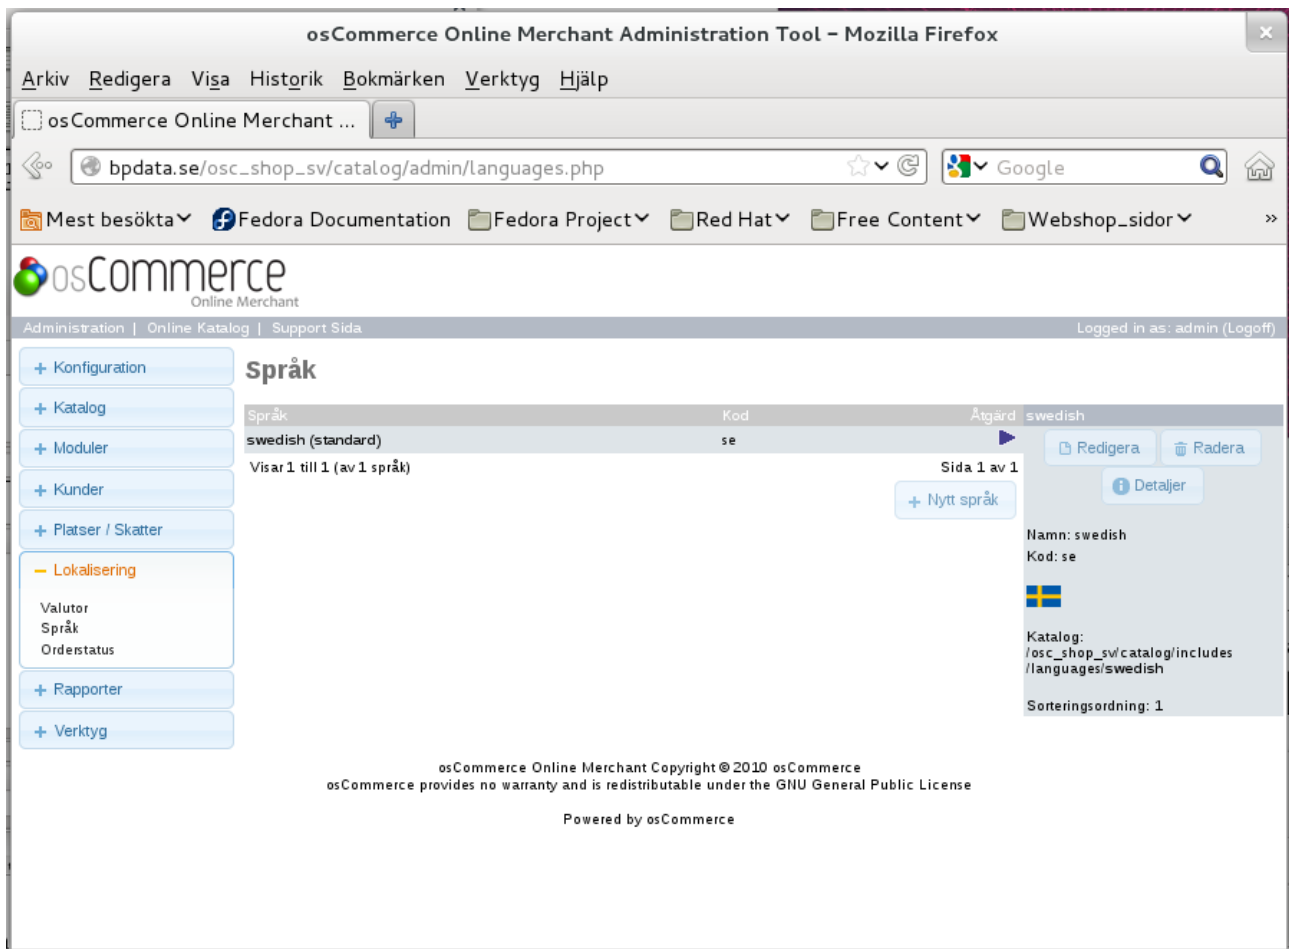 osCommerce Online Merchant Administration Tool – Mozilla Firefox
Arkiv Redigera Visa Historik Bokmärken Verktyg Hjälp
osCommerce Online Merchant ...
bpdata.se/osc_shop_sv/catalog/admin/languages.php Google
Mest besökta Fedora Documentation Fedora Project Red Hat Free Content Webshop_sidor »
osCommerce
Online Merchant
Administration | Online Katalog | Support Sida Logged in as: admin (Logoff)
+ Konfiguration
+ Katalog
+ Moduler
+ Kunder
+ Platser / Skatter
– Lokalisering
Valutor
Språk
Orderstatus
+ Rapporter
+ Verktyg
Språk
Språk Kod Åtgärd
swedish (standard) se
Visar 1 till 1 (av 1 språk) Sida 1 av 1
+ Nytt språk
swedish
Redigera Radera
Detaljer
Namn: swedish
Kod: se
Katalog:
/osc_shop_sv/catalog/includes
/languages/swedish
Sorteringsordning: 1
osCommerce Online Merchant Copyright © 2010 osCommerce
osCommerce provides no warranty and is redistributable under the GNU General Public License
Powered by osCommerce